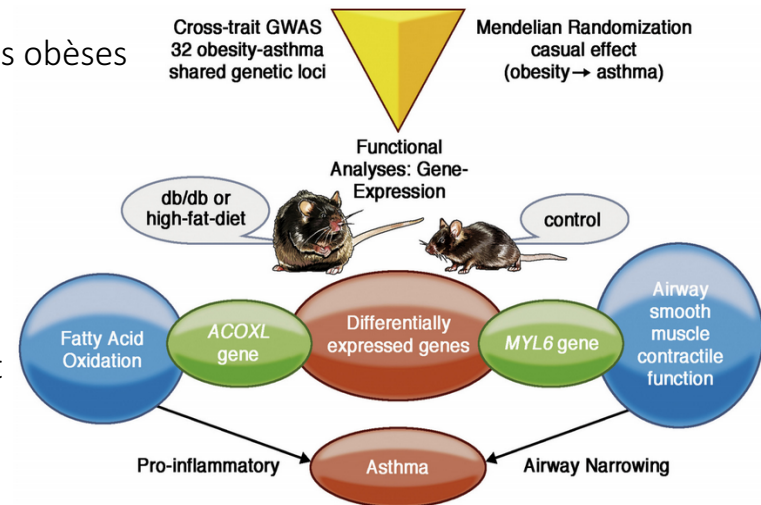 Cross-trait GWAS
32 obesity-asthma
shared genetic loci
Mendelian Randomization
casual effect
(obesity→ asthma)
s obèses
Functional
Analyses: Gene-
Expression
db/db or
high-fat-diet
control
Fatty Acid
Oxidation
ACOXL
gene
Differentially
expressed genes
MYL6 gene
Airway
smooth
muscle
contractile
function
t
Pro-inflammatory
Asthma
Airway Narrowing